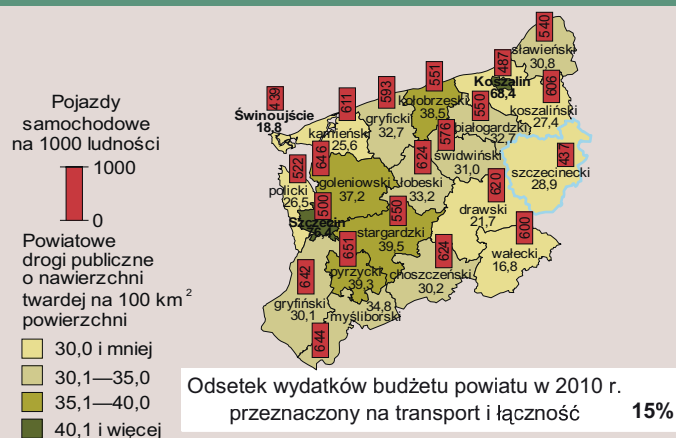 Pojazdy
samochodowe
na 1000 ludności
1000
0
Powiatowe
drogi publiczne
o nawierzchni
twardej na 100 km²
powierzchni
30,0 i mniej
30,1—35,0
35,1—40,0
40,1 i więcej
540
sławieński
30,8
487
Koszalin
68,4
606
koszaliński
27,4
551
kołobrzeski
38,5
593
gryficki
32,7
611
kamieński
25,6
439
Świnoujście
18,8
550
białogardzki
32,7
576
świdwiński
31,0
437
szczecinecki
28,9
522
policki
26,5
646
goleniowski
37,2
624
łobeski
33,2
620
drawski
21,7
500
Szczecin
76,4
550
stargardzki
39,5
600
wałecki
16,8
651
pyrzycki
39,3
624
choszczeński
30,2
642
gryfiński
30,1
34,8
myśliborski
644
Odsetek wydatków budżetu powiatu w 2010 r.
przeznaczony na transport i łączność 15%